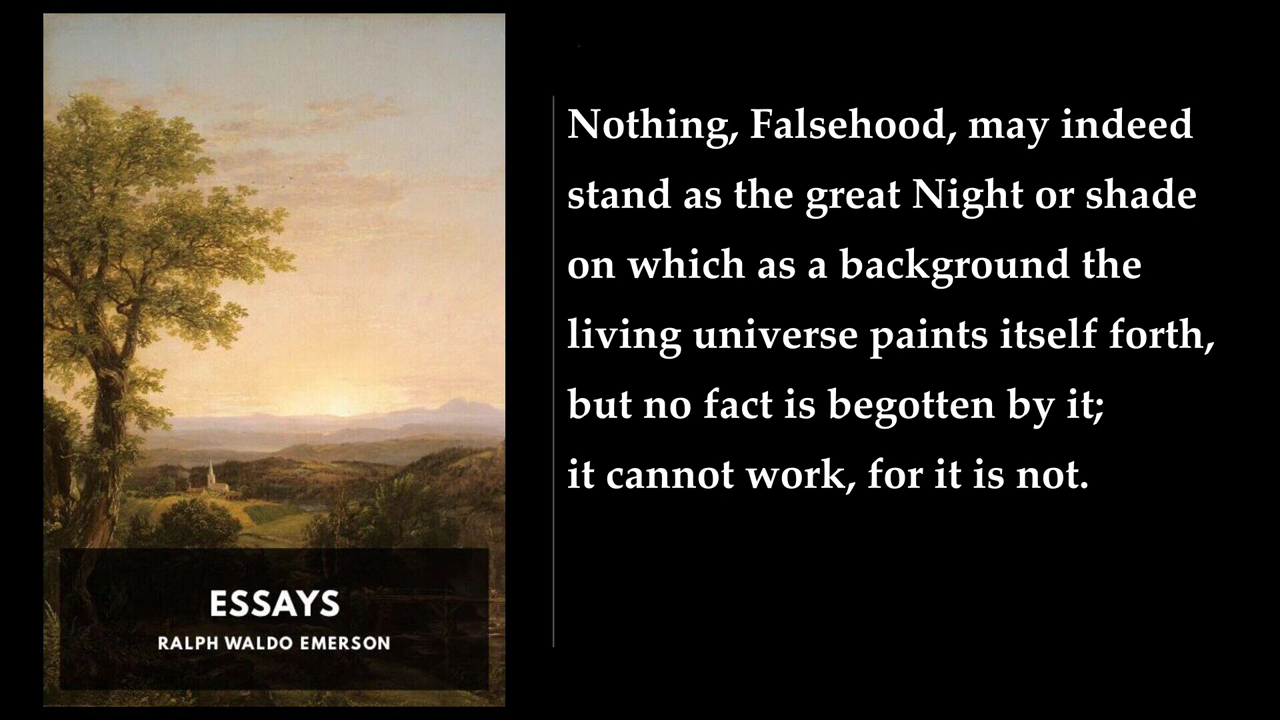 ESSAYS
RALPH WALDO EMERSON
Nothing, Falsehood, may indeed
stand as the great Night or shade
on which as a background the
living universe paints itself forth,
but no fact is begotten by it;
it cannot work, for it is not.